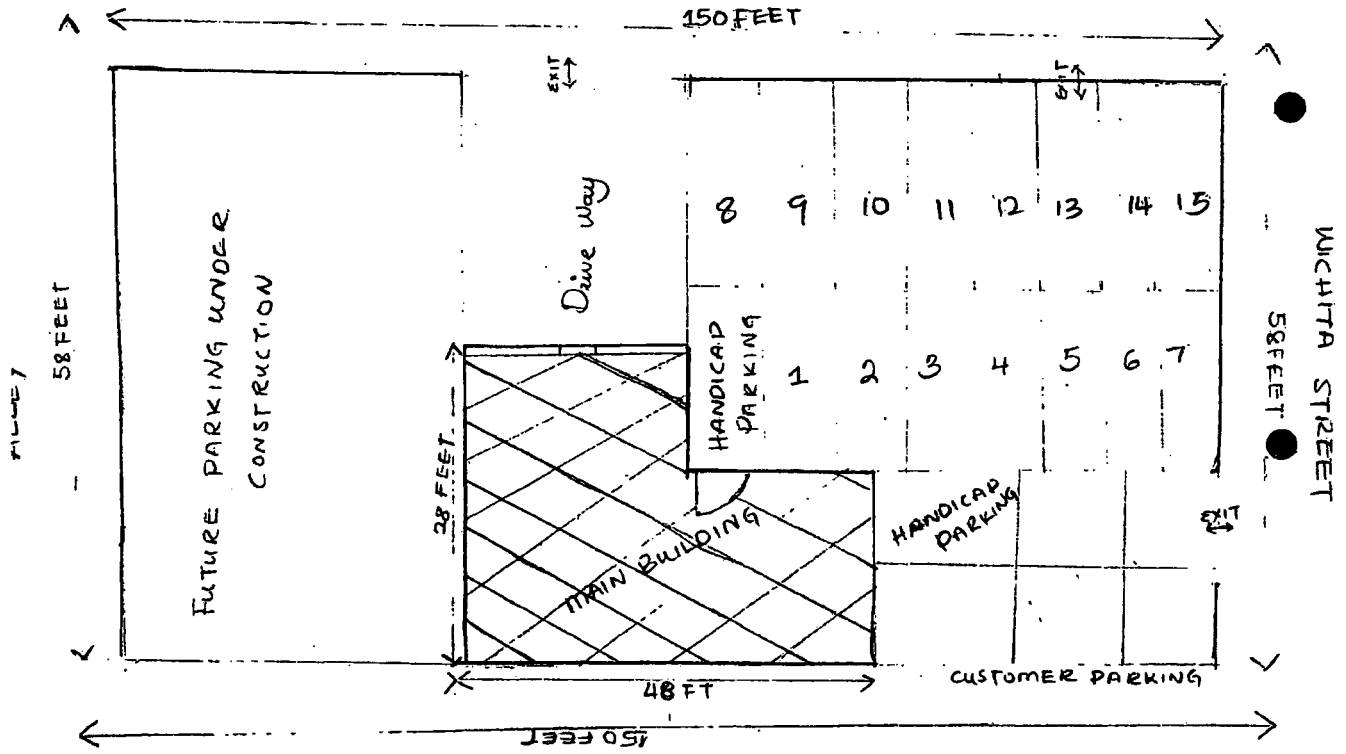 150 FEET
EXIT
EXIT
8 9 10 11 12 13 14 15
Drive Way
FUTURE PARKING UNDER
CONSTRUCTION
58 FEET
58 FEET
WICHITA STREET
HANDICAP
PARKING
1 2 3 4 5 6 7
28 FEET
MAIN BUILDING
HANDICAP
PARKING
EXIT
48 FT
CUSTOMER PARKING
150 FEET